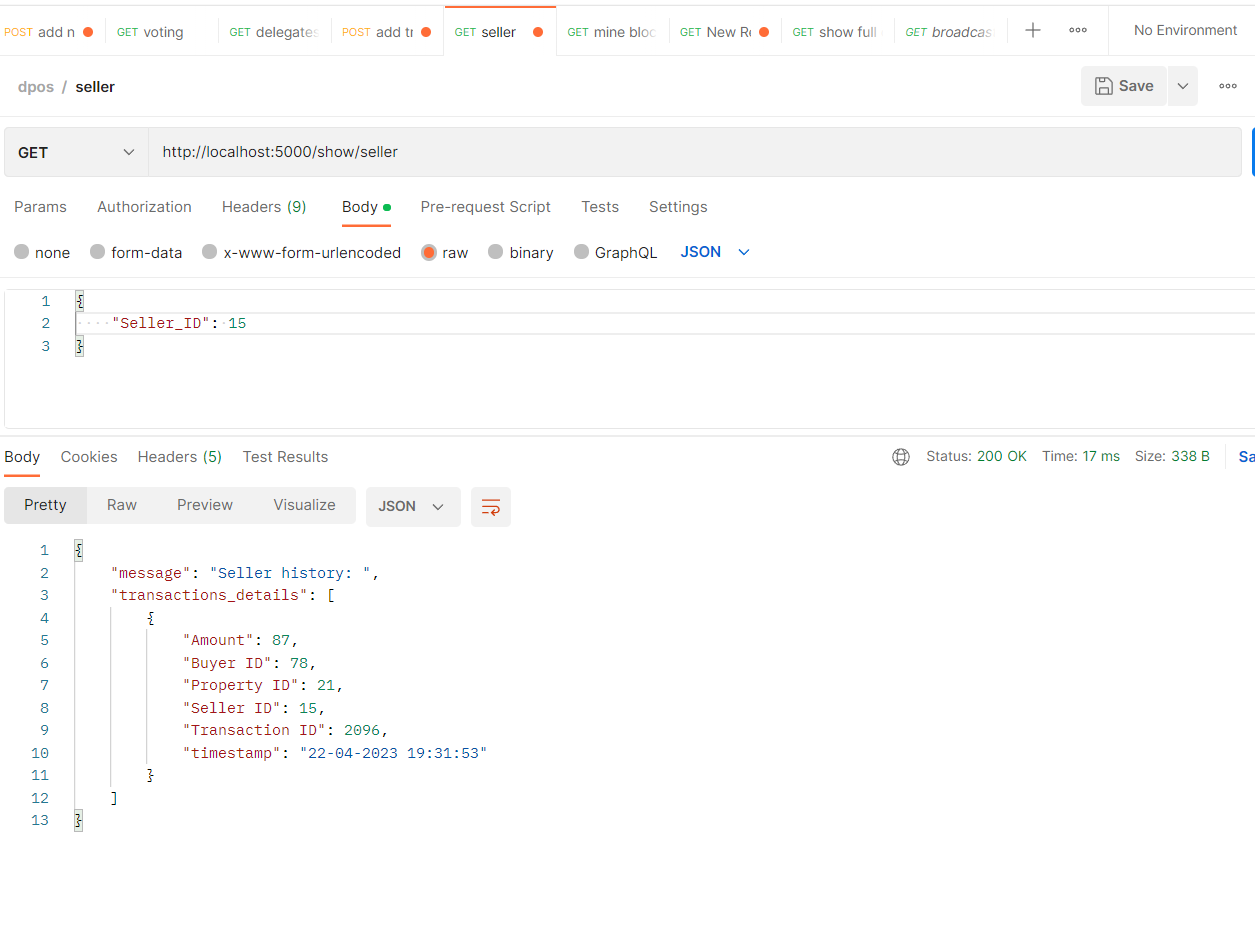 POST add n GET voting GET delegates POST add tr GET seller GET mine bloc GET New Re GET show full GET broadcas No Environment
dpos / seller Save
GET http://localhost:5000/show/seller
Params Authorization Headers (9) Body Pre-request Script Tests Settings
none form-data x-www-form-urlencoded raw binary GraphQL JSON
1 {
2 "Seller_ID": 15
3 }
Body Cookies Headers (5) Test Results Status: 200 OK Time: 17 ms Size: 338 B Sa
Pretty Raw Preview Visualize JSON
1 {
2 "message": "Seller history: ",
3 "transactions_details": [
4 {
5 "Amount": 87,
6 "Buyer ID": 78,
7 "Property ID": 21,
8 "Seller ID": 15,
9 "Transaction ID": 2096,
10 "timestamp": "22-04-2023 19:31:53"
11 }
12 ]
13 }